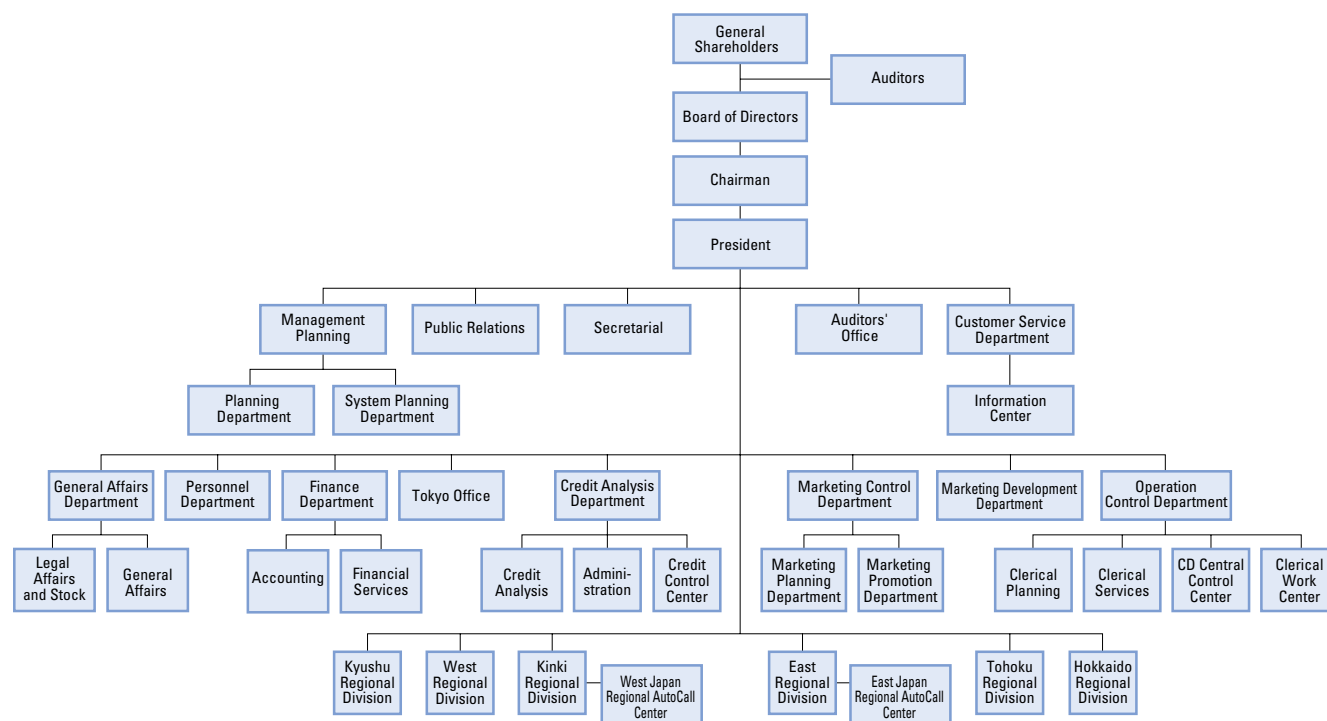 General
Shareholders
Auditors
Board of Directors
Chairman
President
Management
Planning
Public Relations
Secretarial
Auditors'
Office
Customer Service
Department
Planning
Department
System Planning
Department
Information
Center
General Affairs
Department
Personnel
Department
Finance
Department
Tokyo Office
Credit Analysis
Department
Marketing Control
Department
Marketing Development
Department
Operation
Control Department
Legal
Affairs
and Stock
General
Affairs
Accounting
Financial
Services
Credit
Analysis
Admini-
stration
Credit
Control
Center
Marketing
Planning
Department
Marketing
Promotion
Department
Clerical
Planning
Clerical
Services
CD Central
Control
Center
Clerical
Work
Center
Kyushu
Regional
Division
West
Regional
Division
Kinki
Regional
Division
West Japan
Regional AutoCall
Center
East
Regional
Division
East Japan
Regional AutoCall
Center
Tohoku
Regional
Division
Hokkaido
Regional
Division